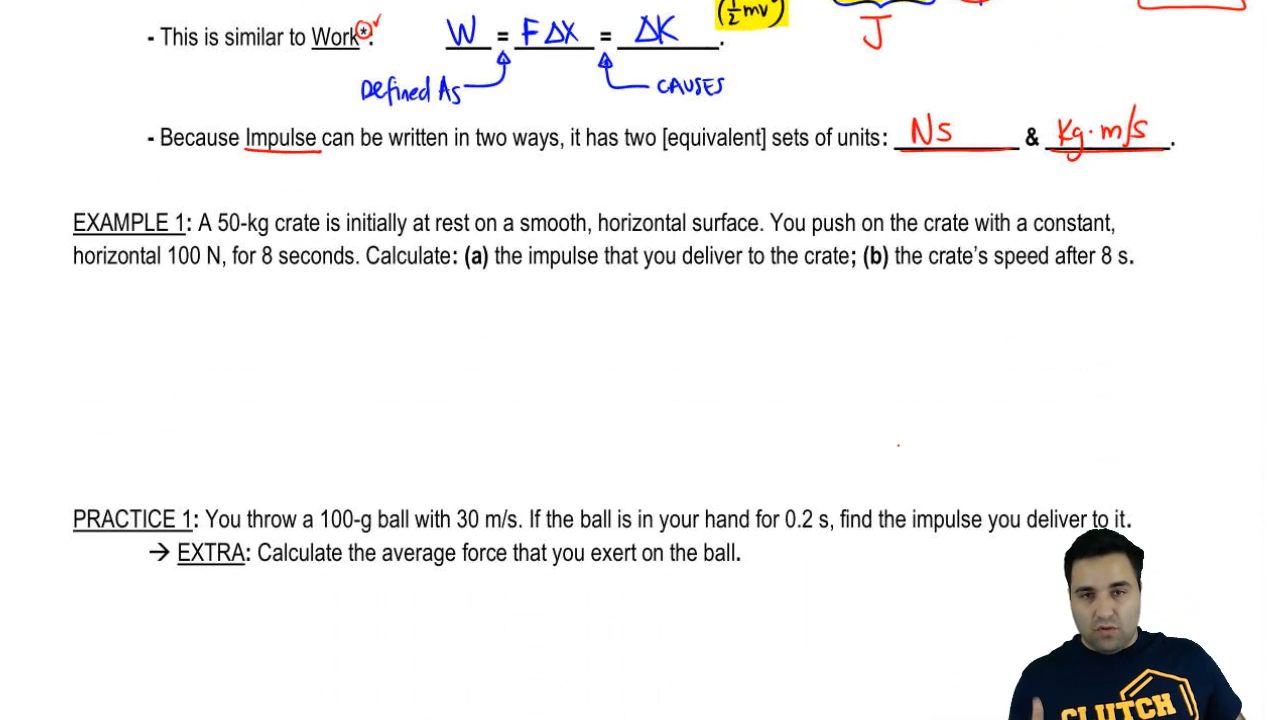 (½mv²)
- This is similar to Work*: W = FΔx = ΔK.
J
Defined As CAUSES
- Because Impulse can be written in two ways, it has two [equivalent] sets of units: Ns & kg·m/s.
EXAMPLE 1: A 50-kg crate is initially at rest on a smooth, horizontal surface. You push on the crate with a constant,
horizontal 100 N, for 8 seconds. Calculate: (a) the impulse that you deliver to the crate; (b) the crate's speed after 8 s.
PRACTICE 1: You throw a 100-g ball with 30 m/s. If the ball is in your hand for 0.2 s, find the impulse you deliver to it.
→ EXTRA: Calculate the average force that you exert on the ball.
CLUTCH